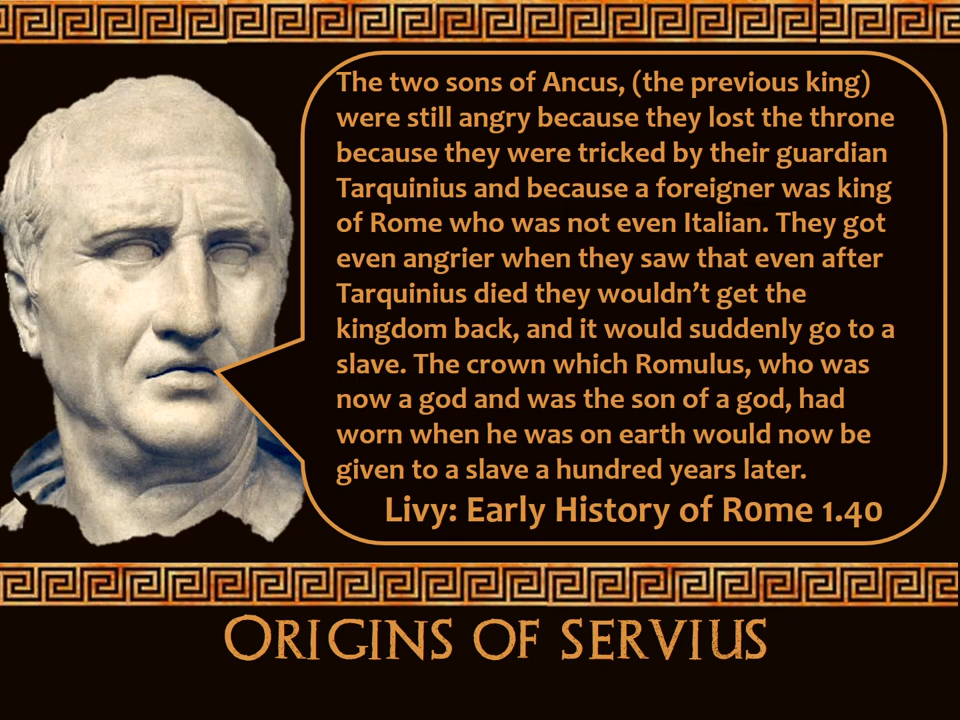 The two sons of Ancus, (the previous king)
were still angry because they lost the throne
because they were tricked by their guardian
Tarquinius and because a foreigner was king
of Rome who was not even Italian. They got
even angrier when they saw that even after
Tarquinius died they wouldn’t get the
kingdom back, and it would suddenly go to a
slave. The crown which Romulus, who was
now a god and was the son of a god, had
worn when he was on earth would now be
given to a slave a hundred years later.
Livy: Early History of R0me 1.40
Origins of servius